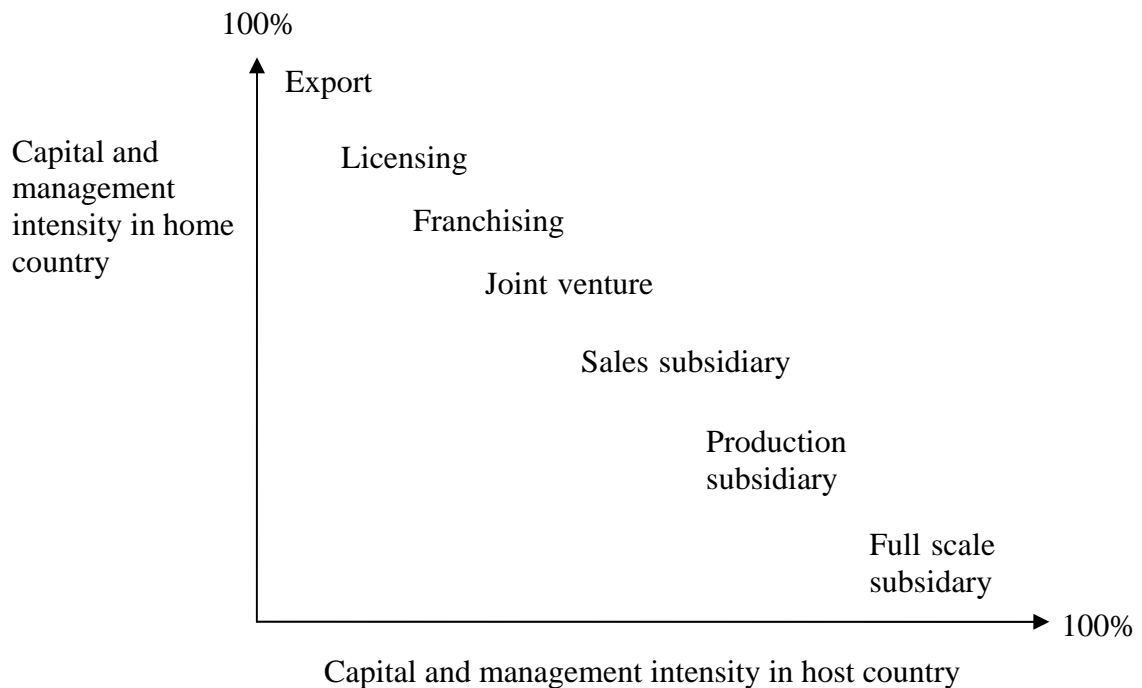 100%
Export
Capital and
management
intensity in home
country
Licensing
Franchising
Joint venture
Sales subsidiary
Production
subsidiary
Full scale
subsidary
100%
Capital and management intensity in host country